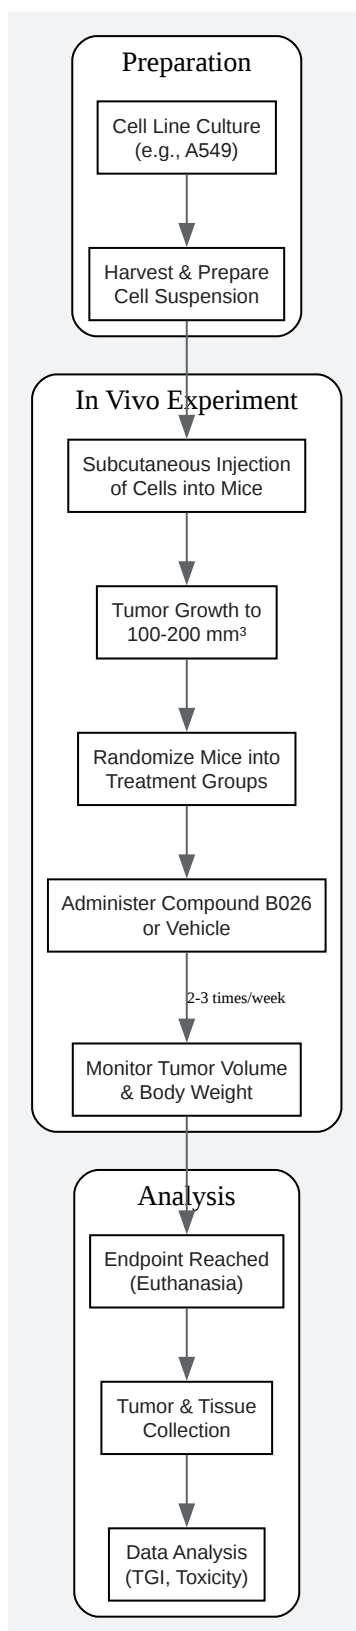 Preparation
Cell Line Culture
(e.g., A549)
Harvest & Prepare
Cell Suspension
In Vivo Experiment
Subcutaneous Injection
of Cells into Mice
Tumor Growth to
100-200 mm³
Randomize Mice into
Treatment Groups
Administer Compound B026
or Vehicle
2-3 times/week
Monitor Tumor Volume
& Body Weight
Analysis
Endpoint Reached
(Euthanasia)
Tumor & Tissue
Collection
Data Analysis
(TGI, Toxicity)